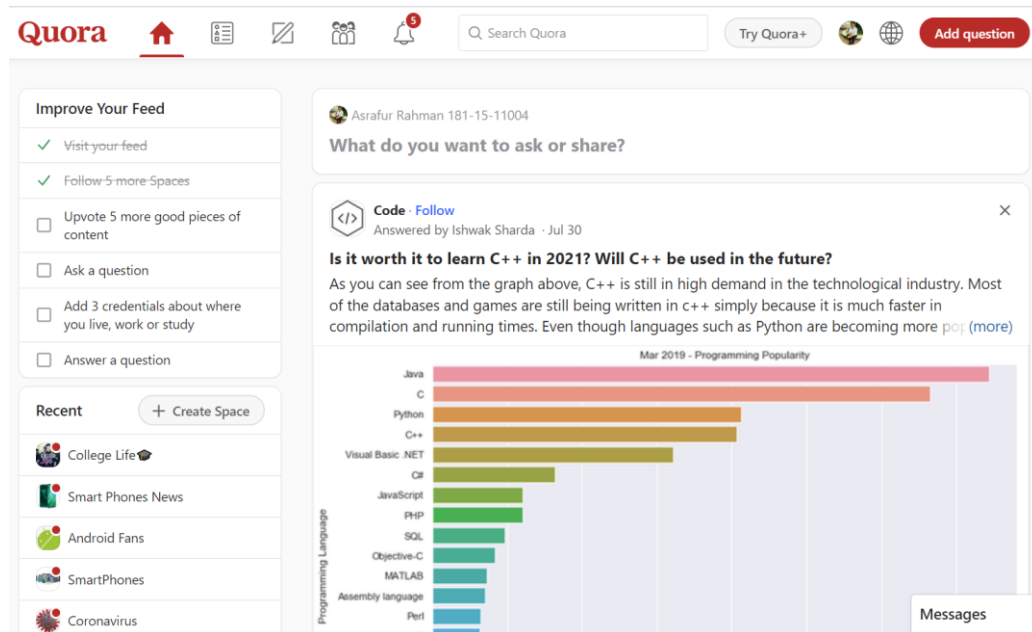 Quora
5
Search Quora
Try Quora+
Add question
Improve Your Feed
Visit your feed
Follow 5 more Spaces
Upvote 5 more good pieces of
content
Ask a question
Add 3 credentials about where
you live, work or study
Answer a question
Recent
+ Create Space
College Life🎓
Smart Phones News
Android Fans
SmartPhones
Coronavirus
Asrafur Rahman 181-15-11004
What do you want to ask or share?
</>
Code · Follow
Answered by Ishwak Sharda · Jul 30
Is it worth it to learn C++ in 2021? Will C++ be used in the future?
As you can see from the graph above, C++ is still in high demand in the technological industry. Most
of the databases and games are still being written in c++ simply because it is much faster in
compilation and running times. Even though languages such as Python are becoming more (more)
Mar 2019 - Programming Popularity
Programming Language
Java
C
Python
C++
Visual Basic .NET
C#
JavaScript
PHP
SQL
Objective-C
MATLAB
Assembly language
Perl
Messages